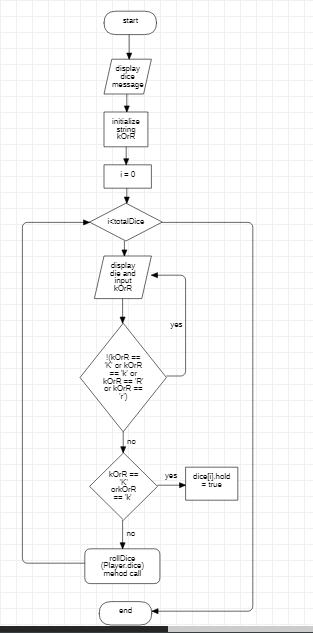 start
display
dice
message
initialize
string
kOrR
i = 0
i<totalDice
display
die and
input
kOrR
yes
!(kOrR ==
'K' or kOrR
== 'k' or
kOrR == 'R'
or kOrR ==
'r')
no
kOrR ==
'K'
orkOrR
== 'k'
yes
dice[i].hold
= true
no
rollDice
(Player.dice)
mehod call
end